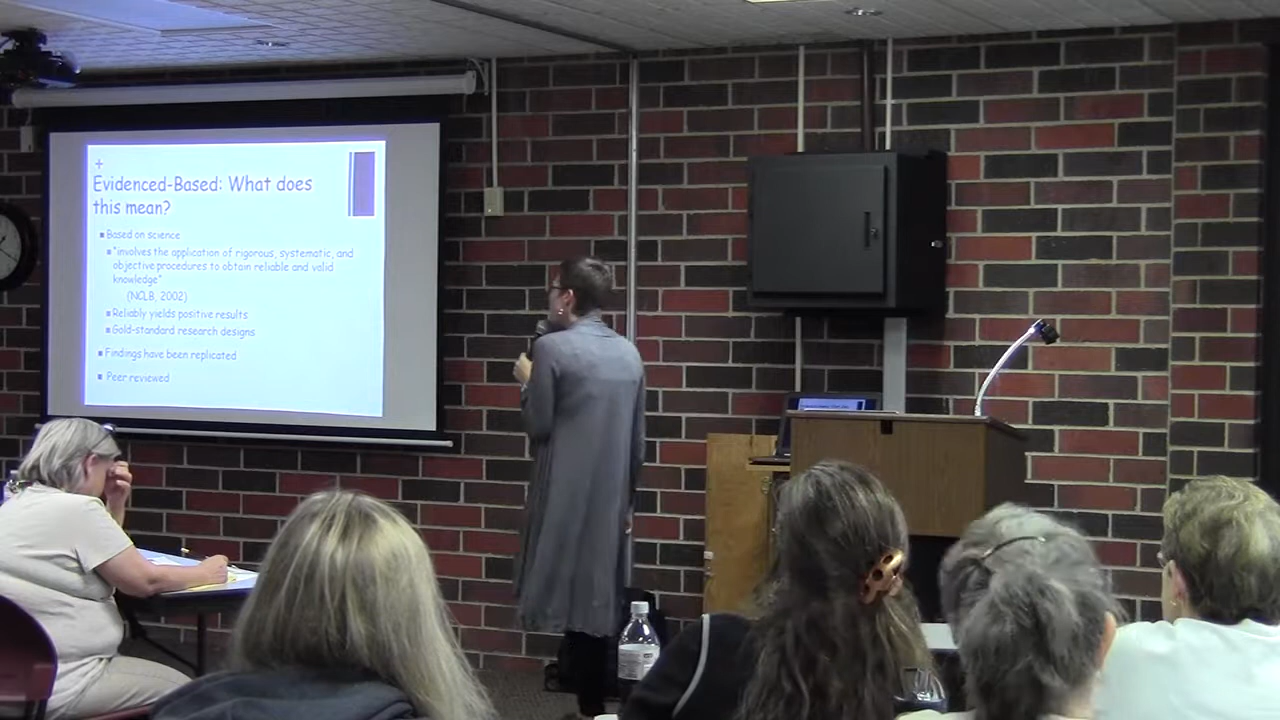 +
Evidenced-Based: What does
this mean?
■ Based on science
■ "involves the application of rigorous, systematic, and
objective procedures to obtain reliable and valid
knowledge"
(NCLB, 2002)
■ Reliably yields positive results
■ Gold-standard research designs
■ Findings have been replicated
■ Peer reviewed